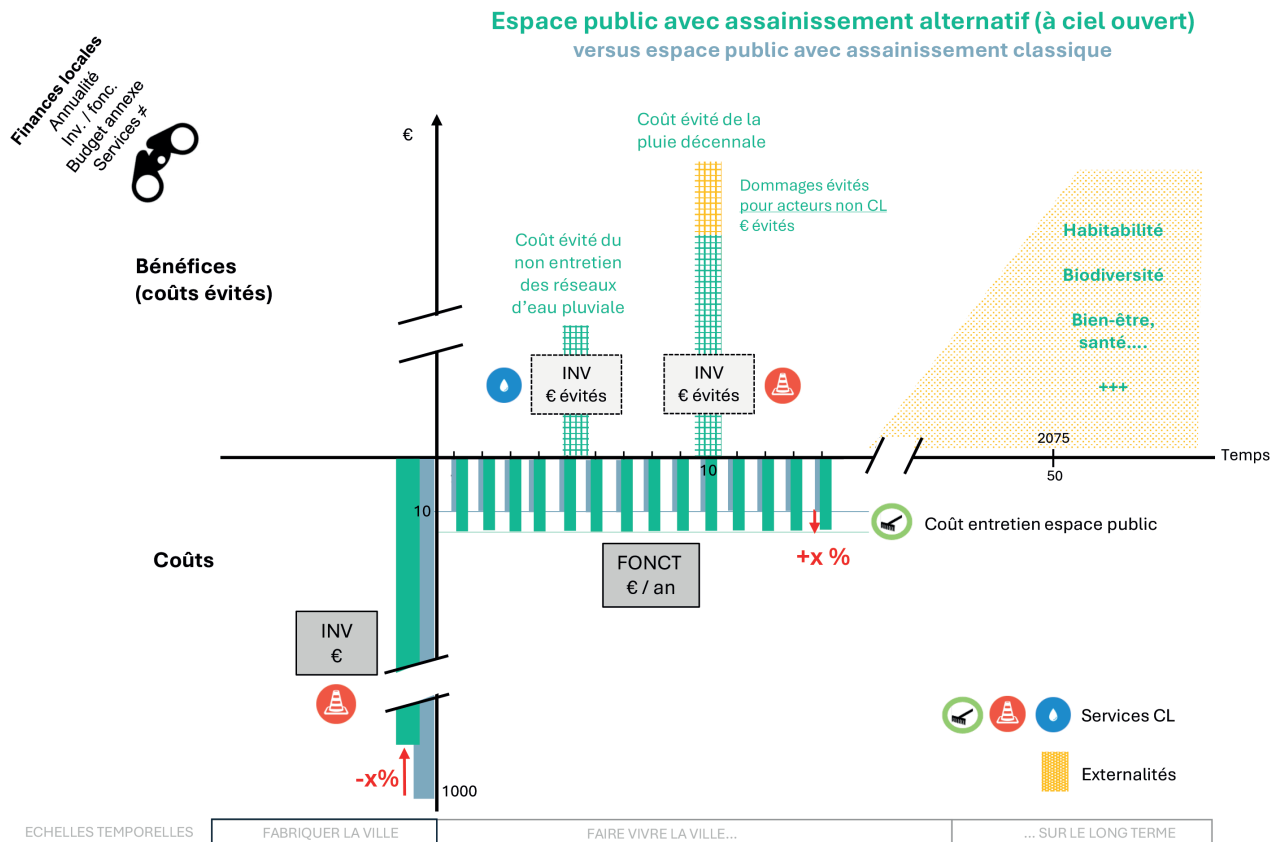 Espace public avec assainissement alternatif (à ciel ouvert)
versus espace public avec assainissement classique
Finances locales
Annualité
Inv. / fonc.
Budget annexe
Services ≠
€
Coût évité de la
pluie décennale
Dommages évités
pour acteurs non CL
€ évités
Coût évité du
non entretien
des réseaux
d’eau pluviale
Bénéfices
(coûts évités)
Habitabilité
Biodiversité
Bien-être,
santé….
+++
INV
€ évités
INV
€ évités
2075
Temps
10
50
10
Coût entretien espace public
+x %
Coûts
FONCT
€ / an
INV
€
Services CL
-x%
1000
Externalités
ECHELLES TEMPORELLES
FABRIQUER LA VILLE
FAIRE VIVRE LA VILLE...
... SUR LE LONG TERME